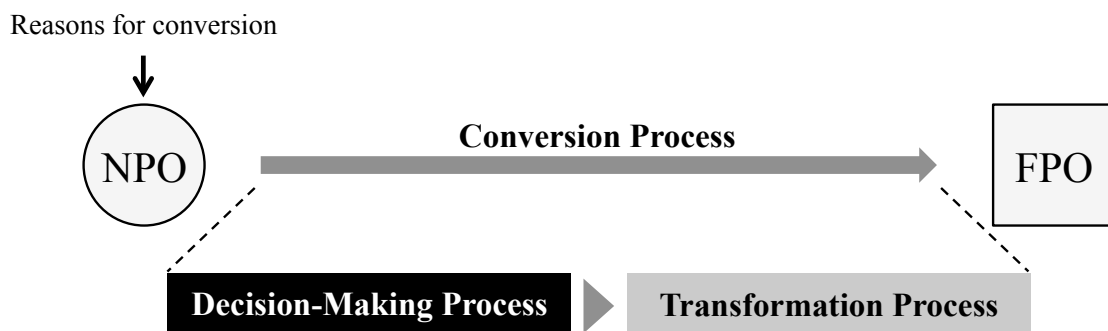 Reasons for conversion
Conversion Process
NPO
FPO
Decision-Making Process
Transformation Process